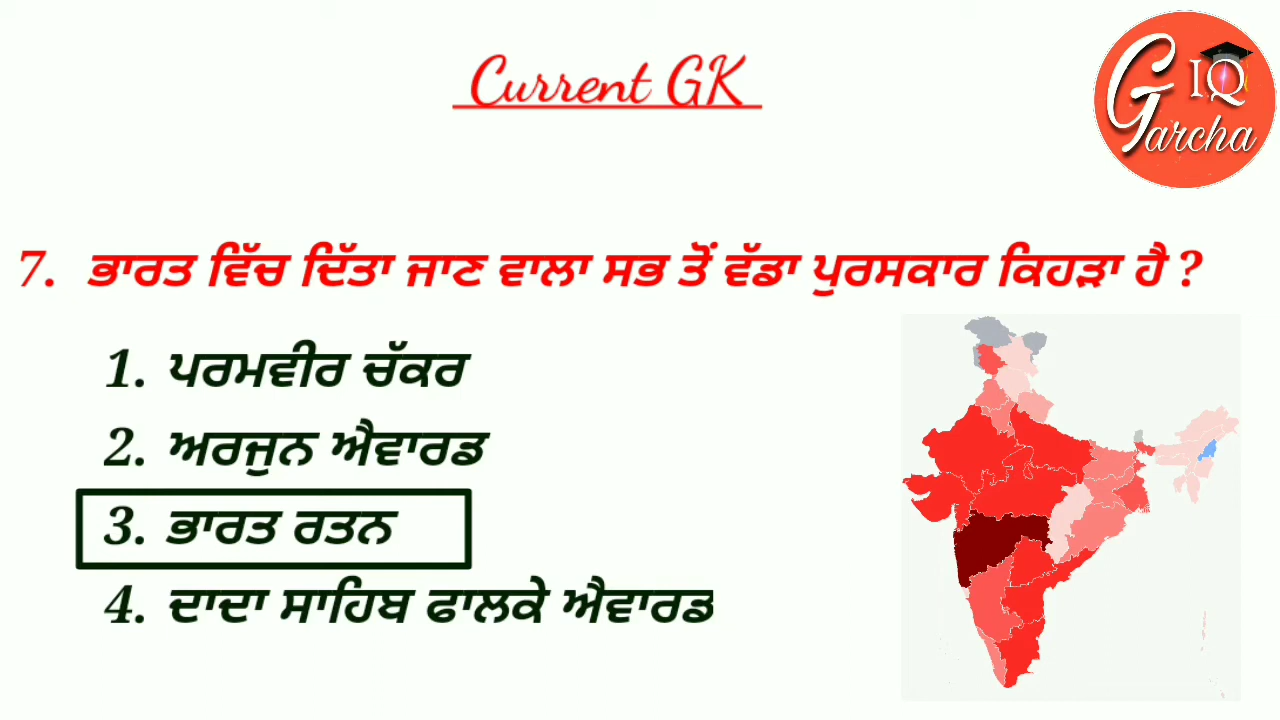 Current GK
G IQ
Garcha
7. ਭਾਰਤ ਵਿੱਚ ਦਿੱਤਾ ਜਾਣ ਵਾਲਾ ਸਭ ਤੋਂ ਵੱਡਾ ਪੁਰਸਕਾਰ ਕਿਹੜਾ ਹੈ ?
1. ਪਰਮਵੀਰ ਚੱਕਰ
2. ਅਰਜੁਨ ਐਵਾਰਡ
3. ਭਾਰਤ ਰਤਨ
4. ਦਾਦਾ ਸਾਹਿਬ ਫਾਲਕੇ ਐਵਾਰਡ